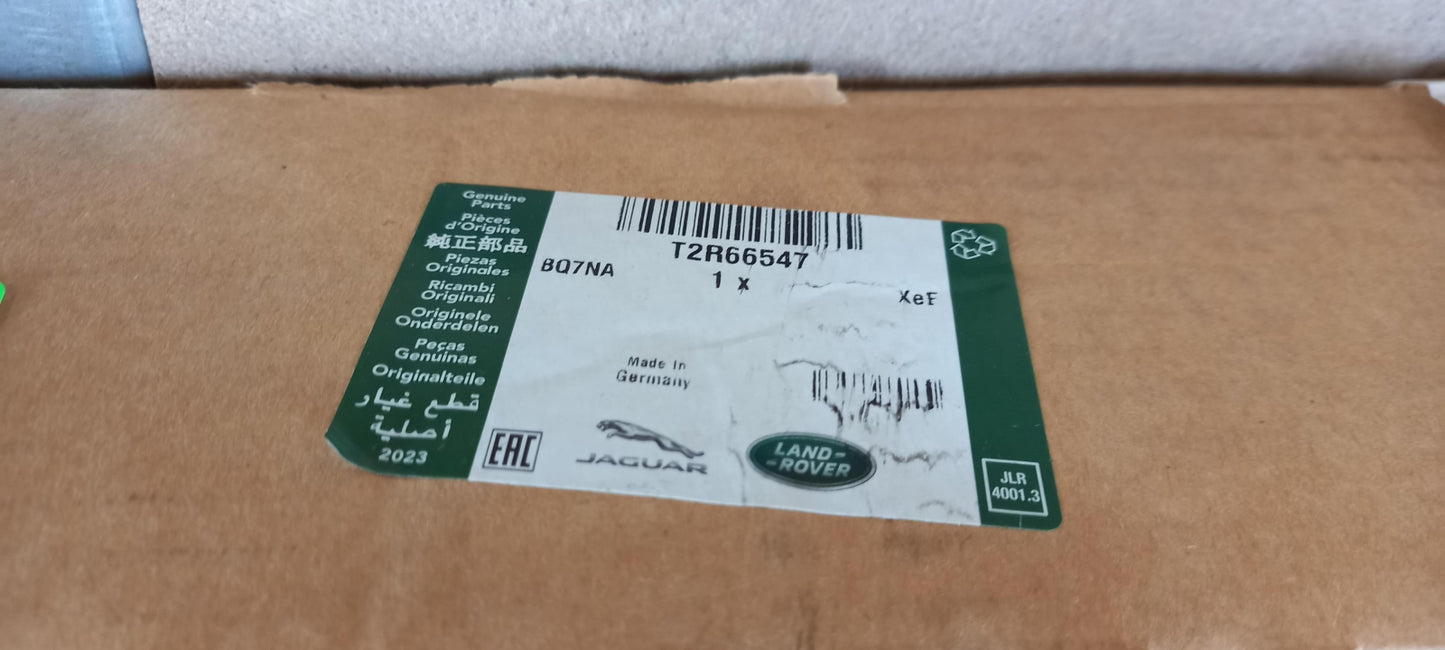 Genuine
Parts
Pièces
d'Origine
純正部品
Piezas
Originales
Ricambi
Originali
Originele
Onderdelen
Peças
Genuinas
Originalteile
قطع غيار
أصلية
2023
T2R66547
BQ7NA
1 x
XeF
Made in
Germany
EAC
JAGUAR
LAND-
-ROVER
JLR
4001.3